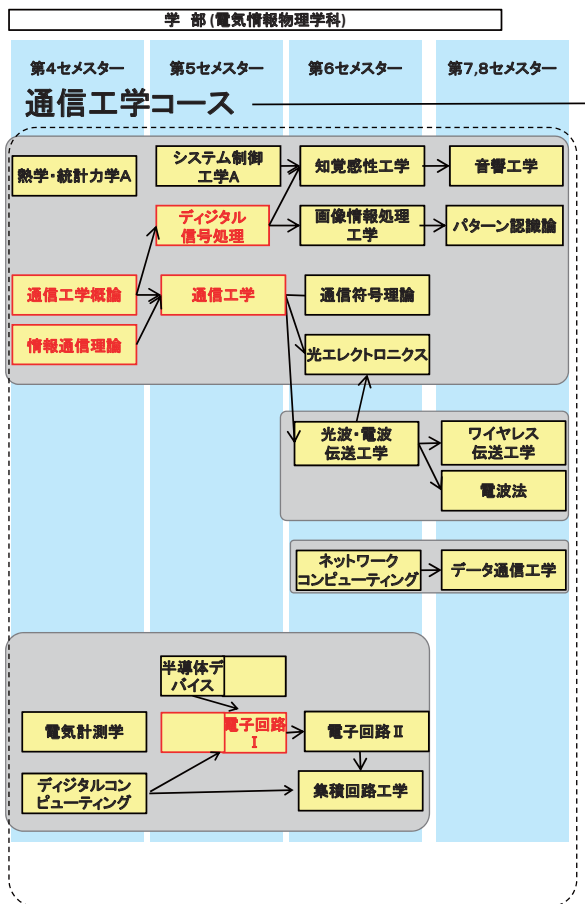 学 部 (電気情報物理学科)
第4セメスター
第5セメスター
第6セメスター
第7,8セメスター
通信工学コース
熱学・統計力学A
システム制御
工学A
知覚感性工学
音響工学
ディジタル
信号処理
画像情報処理
工学
パターン認識論
通信工学概論
通信工学
通信符号理論
情報通信理論
光エレクトロニクス
光波・電波
伝送工学
ワイヤレス
伝送工学
電波法
ネットワーク
コンピューティング
データ通信工学
半導体デ
バイス
電気計測学
電子回路
Ⅰ
電子回路Ⅱ
ディジタルコン
ピューティング
集積回路工学